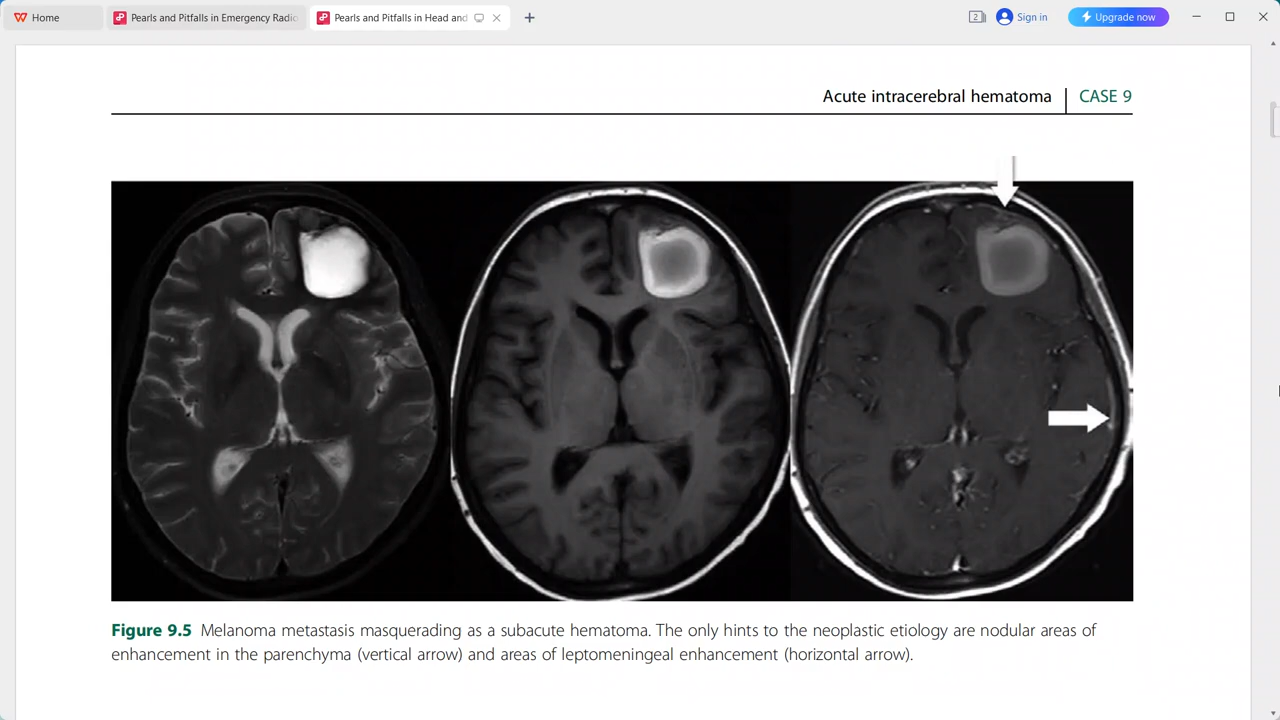 Home
Pearls and Pitfalls in Emergency Radio
Pearls and Pitfalls in Head and
2
Sign in
Upgrade now
Acute intracerebral hematoma CASE 9
Figure 9.5 Melanoma metastasis masquerading as a subacute hematoma. The only hints to the neoplastic etiology are nodular areas of
enhancement in the parenchyma (vertical arrow) and areas of leptomeningeal enhancement (horizontal arrow).